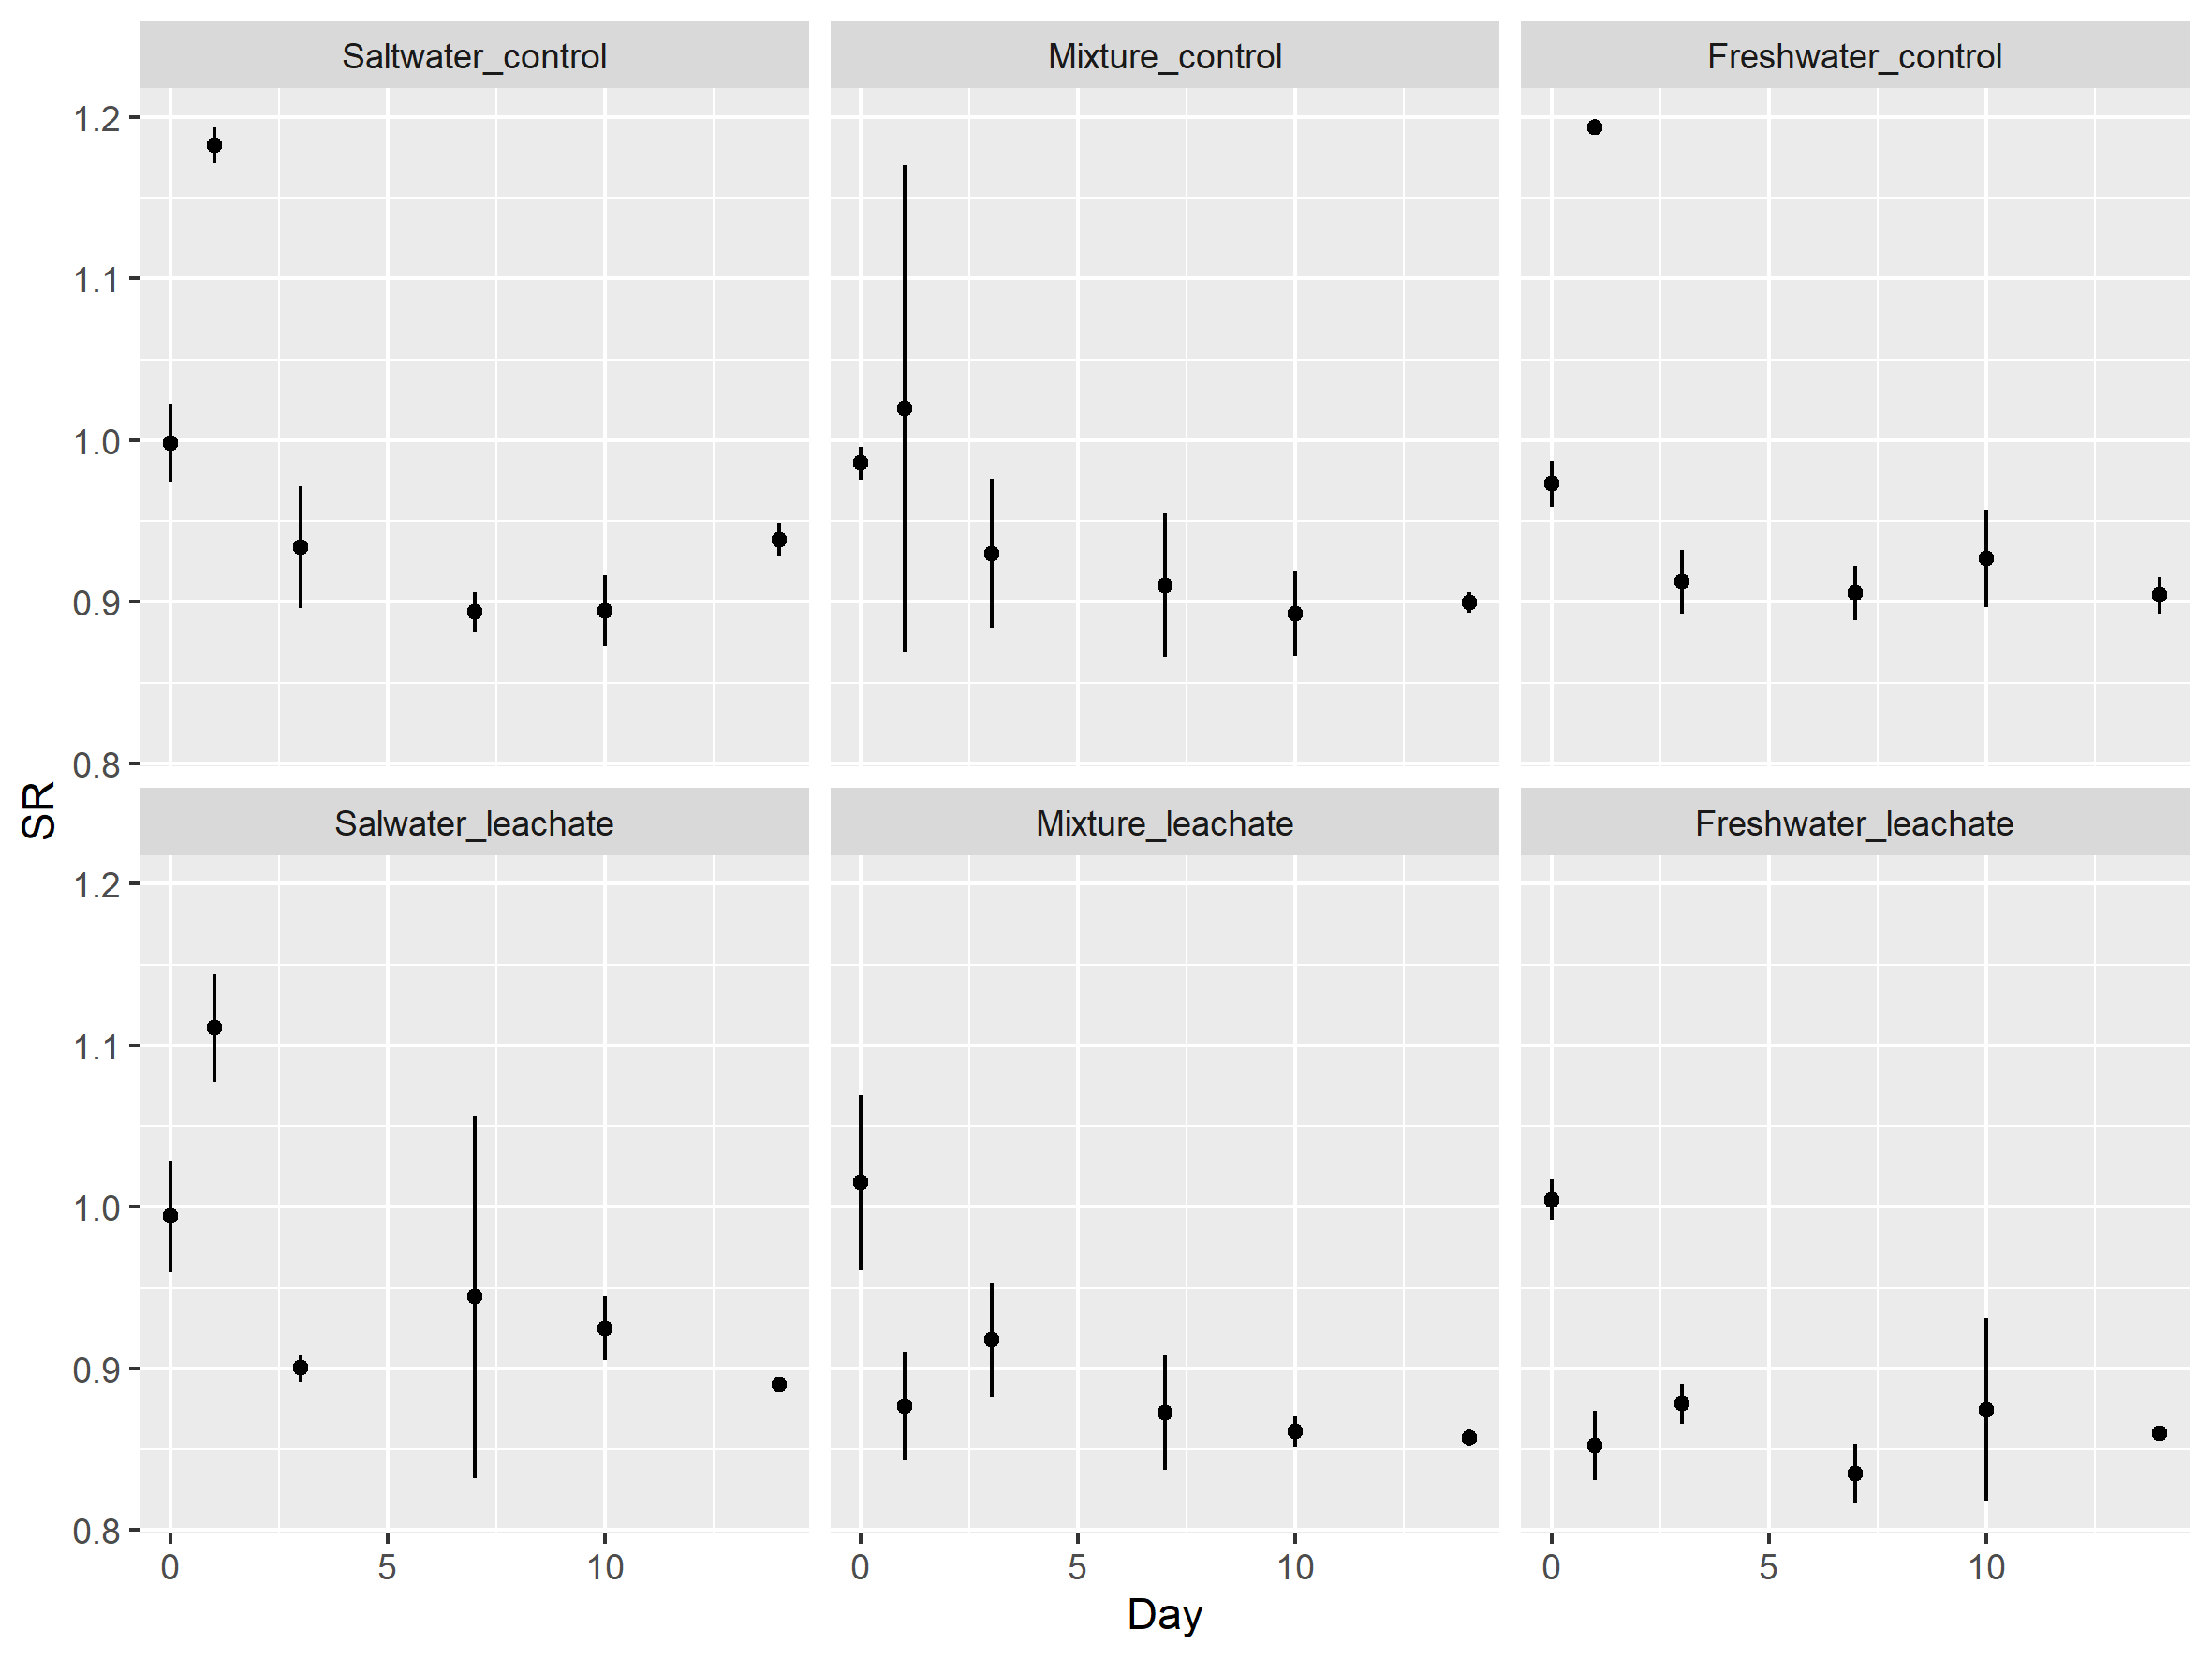 Saltwater_control Mixture_control Freshwater_control
1.2
1.1
1.0
0.9
0.8
SR
Salwater_leachate Mixture_leachate Freshwater_leachate
1.2
1.1
1.0
0.9
0.8
0 5 10 0 5 10 0 5 10
Day